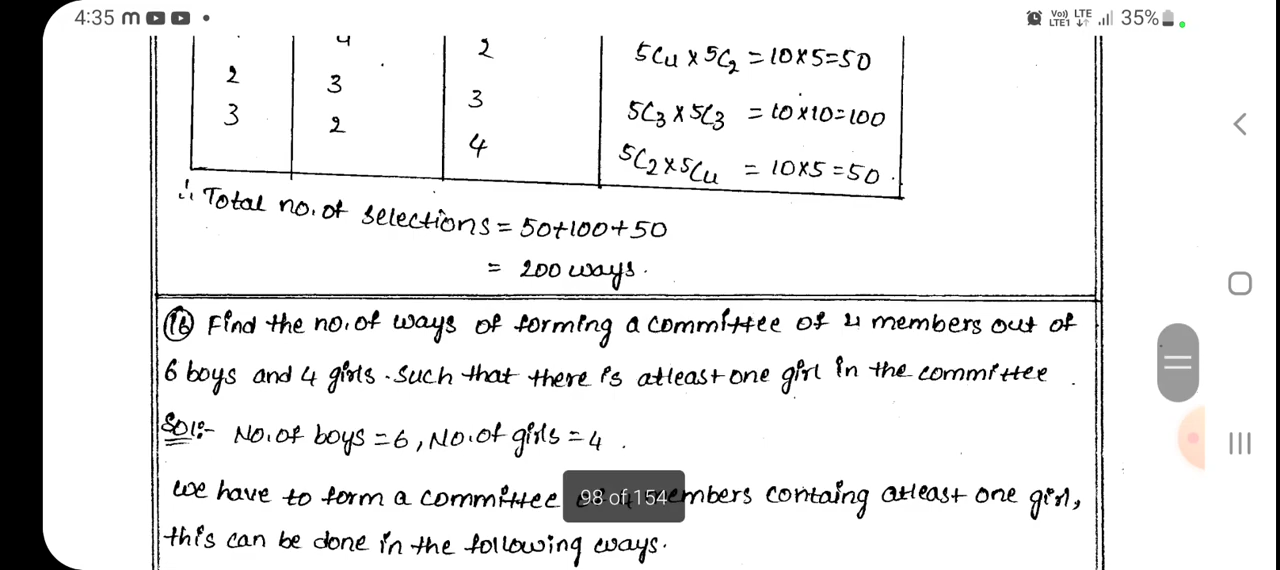 4:35 m
Vo)) LTE
LTE1 ↓↑ 35%
4 2 5C4 x 5C2 = 10x5=50
2 3 3 5C3 x 5C3 = 10x10=100
3 2 4 5C2 x 5C4 = 10x5=50.
∴ Total no. of selections = 50+100+50
= 200 ways.
16 Find the no. of ways of forming a committee of 4 members out of
6 boys and 4 girls. such that there is atleast one girl in the committee.
Sol:- No. of boys = 6, No. of girls = 4.
We have to form a committee members containg atleast one girl,
98 of 154
this can be done in the following ways.